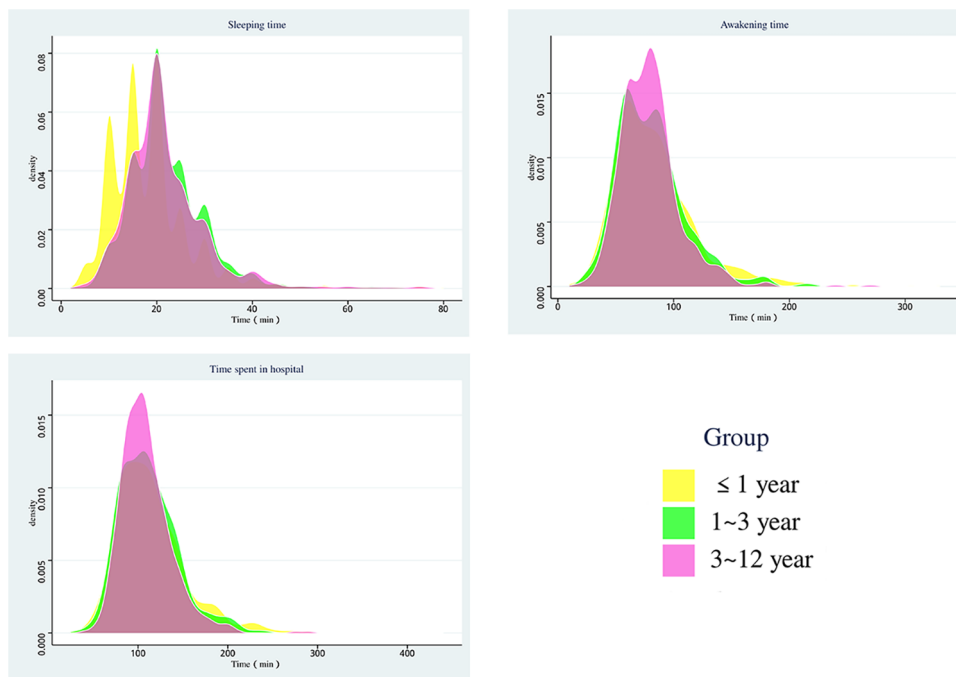 Sleeping time
density
0.00
0.02
0.04
0.06
0.08
0
20
40
60
80
Time ( min )
Awakening time
density
0.000
0.005
0.010
0.015
100
200
300
Time ( min )
Time spent in hospital
density
0.000
0.005
0.010
0.015
100
200
300
400
Time ( min )
Group
≤ 1 year
1~3 year
3~12 year